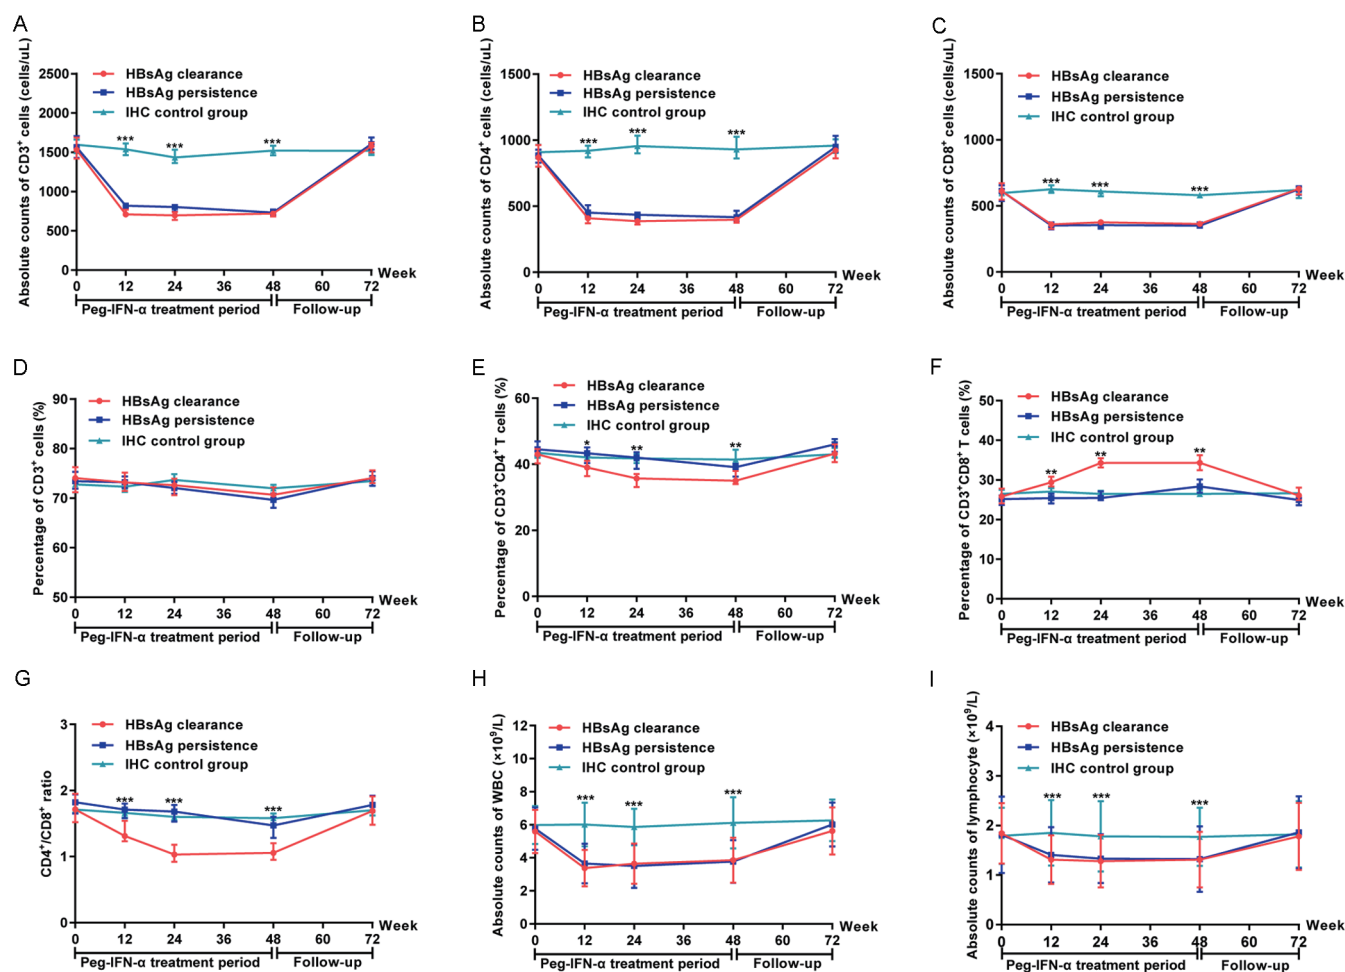 A
Absolute counts of CD3+ cells (cells/uL)
HBsAg clearance
HBsAg persistence
IHC control group
2500
2000
1500
1000
500
0
*** *** ***
0 12 24 36 48 60 72 Week
Peg-IFN-α treatment period Follow-up
B
Absolute counts of CD4+ cells (cells/uL)
HBsAg clearance
HBsAg persistence
IHC control group
1500
1000
500
0
*** *** ***
0 12 24 36 48 60 72 Week
Peg-IFN-α treatment period Follow-up
C
Absolute counts of CD8+ cells (cells/uL)
HBsAg clearance
HBsAg persistence
IHC control group
1500
1000
500
0
*** *** ***
0 12 24 36 48 60 72 Week
Peg-IFN-α treatment period Follow-up
D
Percentage of CD3+ cells (%)
HBsAg clearance
HBsAg persistence
IHC control group
90
80
70
60
50
0 12 24 36 48 60 72 Week
Peg-IFN-α treatment period Follow-up
E
Percentage of CD3+CD4+ T cells (%)
HBsAg clearance
HBsAg persistence
IHC control group
60
40
20
0
* ** **
0 12 24 36 48 60 72 Week
Peg-IFN-α treatment period Follow-up
F
Percentage of CD3+CD8+ T cells (%)
HBsAg clearance
HBsAg persistence
IHC control group
50
40
30
20
10
0
** ** **
0 12 24 36 48 60 72 Week
Peg-IFN-α treatment period Follow-up
G
CD4+/CD8+ ratio
HBsAg clearance
HBsAg persistence
IHC control group
3
2
1
0
*** *** ***
0 12 24 36 48 60 72 Week
Peg-IFN-α treatment period Follow-up
H
Absolute counts of WBC (×10⁹/L)
HBsAg clearance
HBsAg persistence
IHC control group
12
10
8
6
4
2
0
*** *** ***
0 12 24 36 48 60 72 Week
Peg-IFN-α treatment period Follow-up
I
Absolute counts of lymphocyte (×10⁹/L)
HBsAg clearance
HBsAg persistence
IHC control group
4
3
2
1
0
*** *** ***
0 12 24 36 48 60 72 Week
Peg-IFN-α treatment period Follow-up